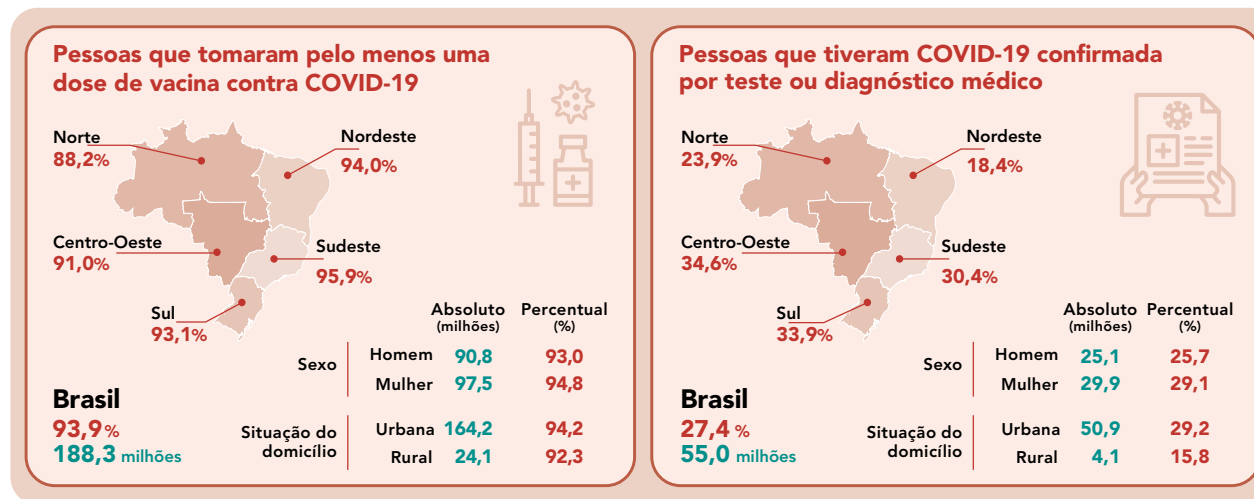 Pessoas que tomaram pelo menos uma
dose de vacina contra COVID-19
Norte
88,2%
Nordeste
94,0%
Centro-Oeste
91,0%
Sudeste
95,9%
Sul
93,1%
Absoluto
(milhões)
Percentual
(%)
Sexo
Homem 90,8 93,0
Mulher 97,5 94,8
Situação do
domicílio
Urbana 164,2 94,2
Rural 24,1 92,3
Brasil
93,9 %
188,3 milhões
Pessoas que tiveram COVID-19 confirmada
por teste ou diagnóstico médico
Norte
23,9%
Nordeste
18,4%
Centro-Oeste
34,6%
Sudeste
30,4%
Sul
33,9%
Absoluto
(milhões)
Percentual
(%)
Sexo
Homem 25,1 25,7
Mulher 29,9 29,1
Situação do
domicílio
Urbana 50,9 29,2
Rural 4,1 15,8
Brasil
27,4 %
55,0 milhões